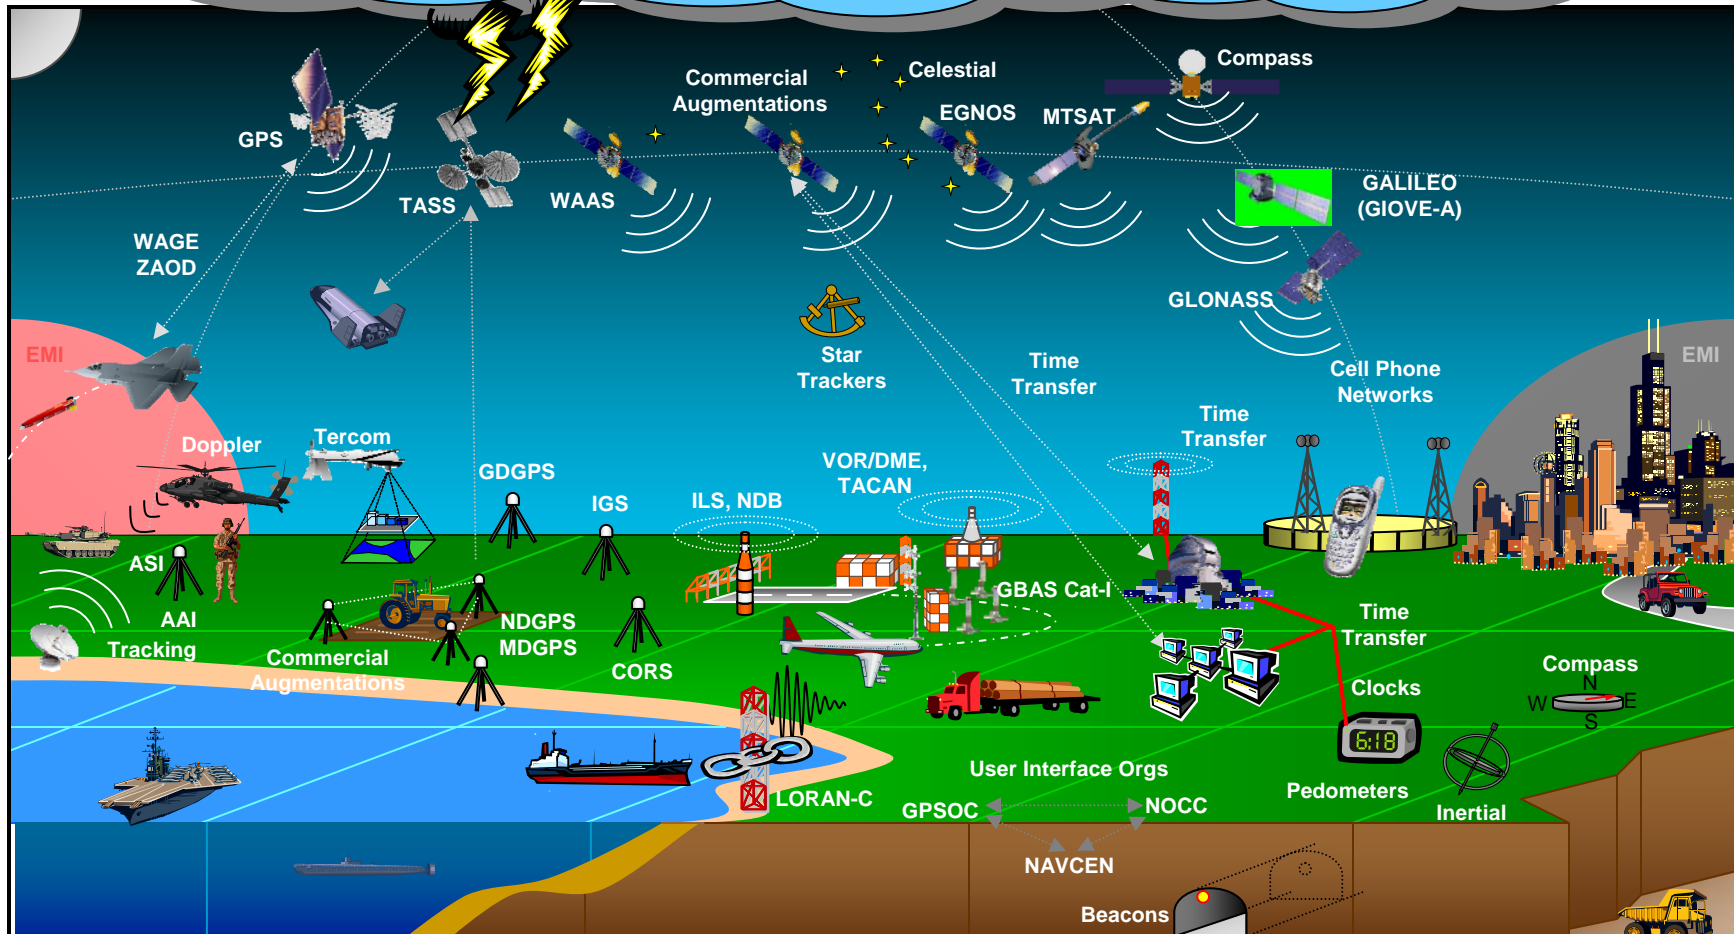 Compass
Commercial
Augmentations
Celestial
EGNOS
MTSAT
GPS
TASS
WAAS
GALILEO
(GIOVE-A)
WAGE
ZAOD
GLONASS
EMI
Star
Trackers
Time
Transfer
Cell Phone
Networks
EMI
Doppler
Tercom
GDGPS
IGS
ILS, NDB
VOR/DME,
TACAN
Time
Transfer
ASI
AAI
Tracking
Commercial
Augmentations
NDGPS
MDGPS
CORS
GBAS Cat-I
Time
Transfer
Clocks
6:18
Compass
N
W
E
S
LORAN-C
User Interface Orgs
GPSOC
NOCC
NAVCEN
Pedometers
Inertial
Beacons